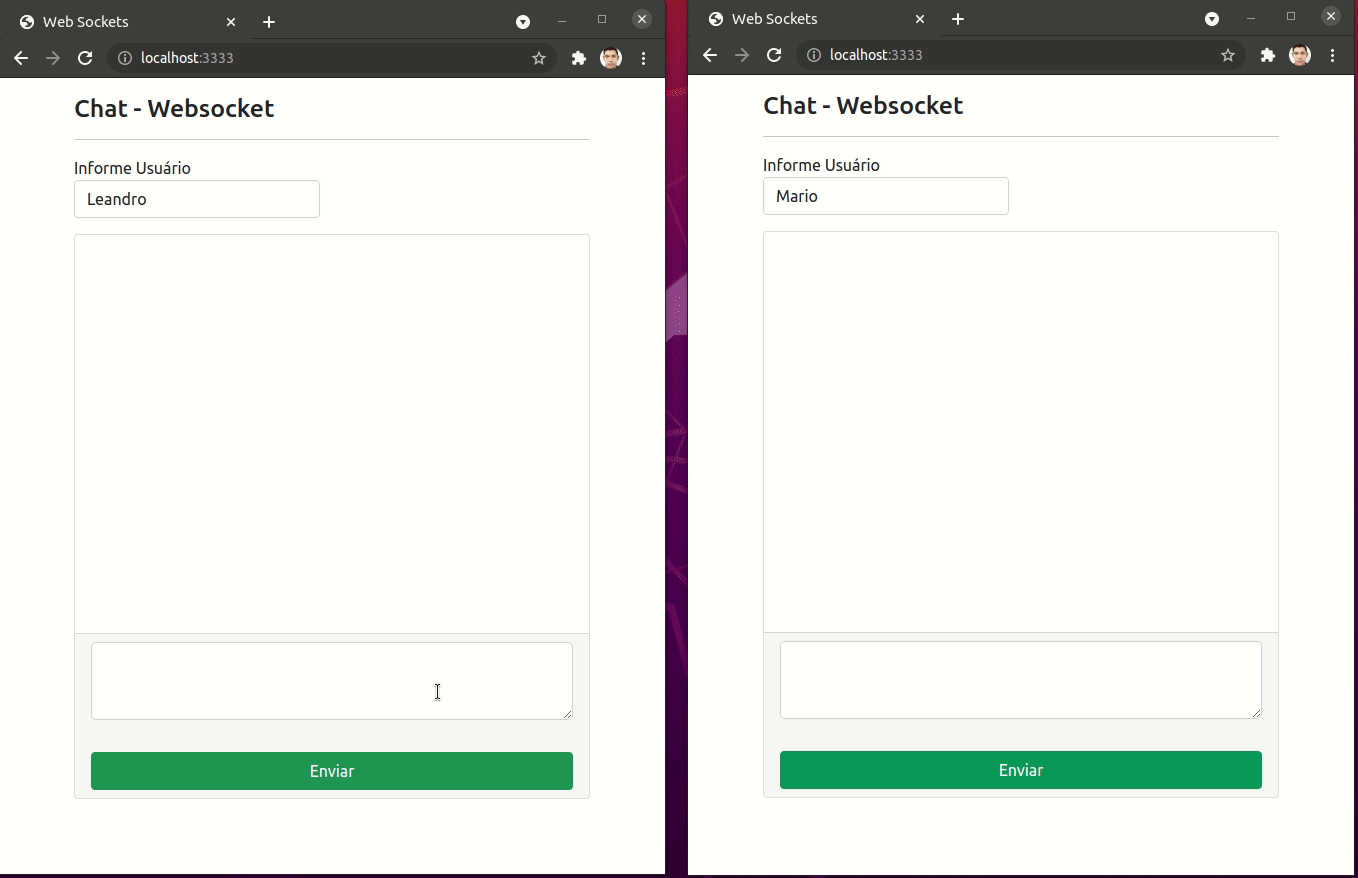 Web Sockets
localhost:3333
Chat - Websocket
Informe Usuário
Leandro
Enviar
Web Sockets
localhost:3333
Chat - Websocket
Informe Usuário
Mario
Enviar